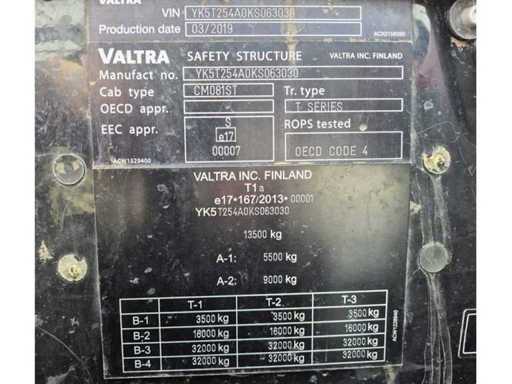 VALTRA
VIN YK5T254A0KS063030
Production date 03/2019
VALTRA SAFETY STRUCTURE VALTRA INC. FINLAND
Manufact no. YK5T254A0KS063030
Cab type CM081ST Tr. type
OECD appr. T SERIES
EEC appr. S ROPS tested
e17
00007 OECD CODE 4
ACW1529400
VALTRA INC. FINLAND
T1a
e17*167/2013*00001
YK5T254A0KS063030
13500 kg
A-1: 5500 kg
A-2: 9000 kg
T-1 T-2 T-3
B-1 3500 kg 3500 kg 3500 kg
B-2 16000 kg 16000 kg 16000 kg
B-3 32000 kg 32000 kg 32000 kg
B-4 32000 kg 32000 kg 32000 kg